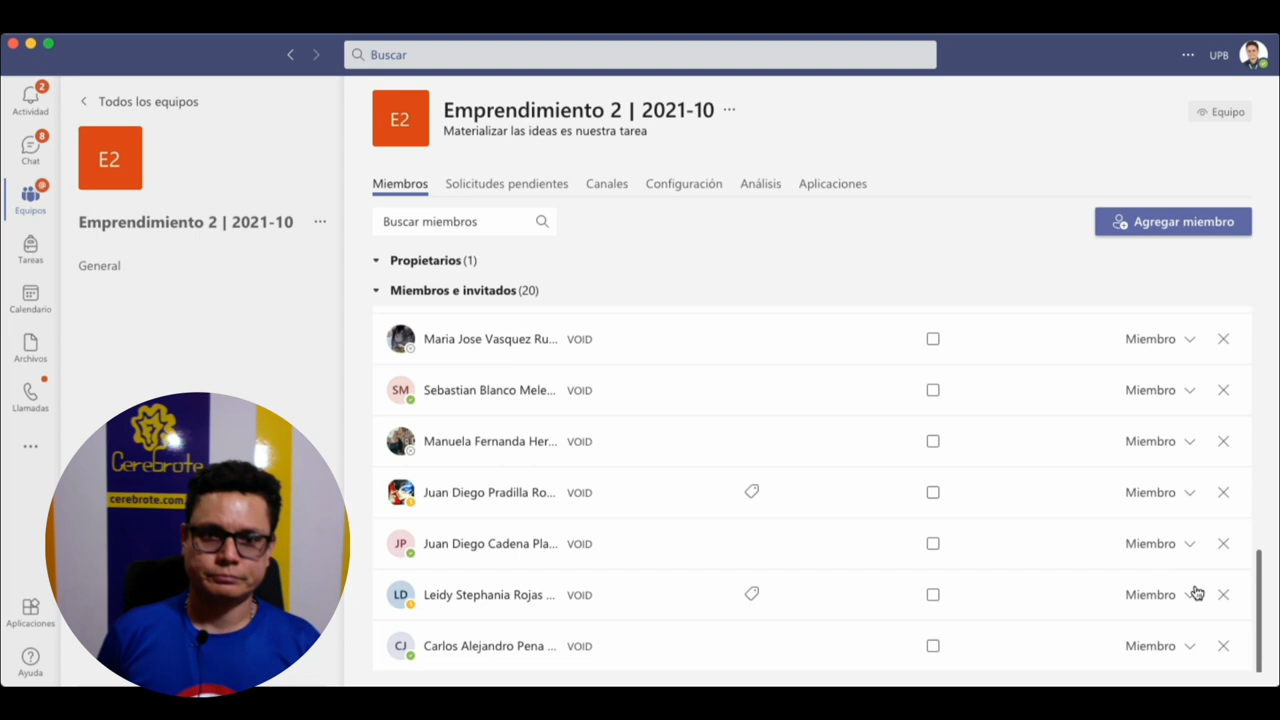 Buscar
UPB
2
Actividad
8
Chat
@
Equipos
Tareas
Calendario
Archivos
Llamadas
Aplicaciones
Ayuda
Todos los equipos
E2
Emprendimiento 2 | 2021-10
General
E2
Emprendimiento 2 | 2021-10
Materializar las ideas es nuestra tarea
Equipo
Miembros Solicitudes pendientes Canales Configuración Análisis Aplicaciones
Buscar miembros
Agregar miembro
Propietarios (1)
Miembros e invitados (20)
Maria Jose Vasquez Ru... VOID Miembro
SM Sebastian Blanco Mele... VOID Miembro
Manuela Fernanda Her... VOID Miembro
Juan Diego Pradilla Ro... VOID Miembro
JP Juan Diego Cadena Pla... VOID Miembro
LD Leidy Stephania Rojas ... VOID Miembro
CJ Carlos Alejandro Pena ... VOID Miembro
Cerebrote
cerebrote.com